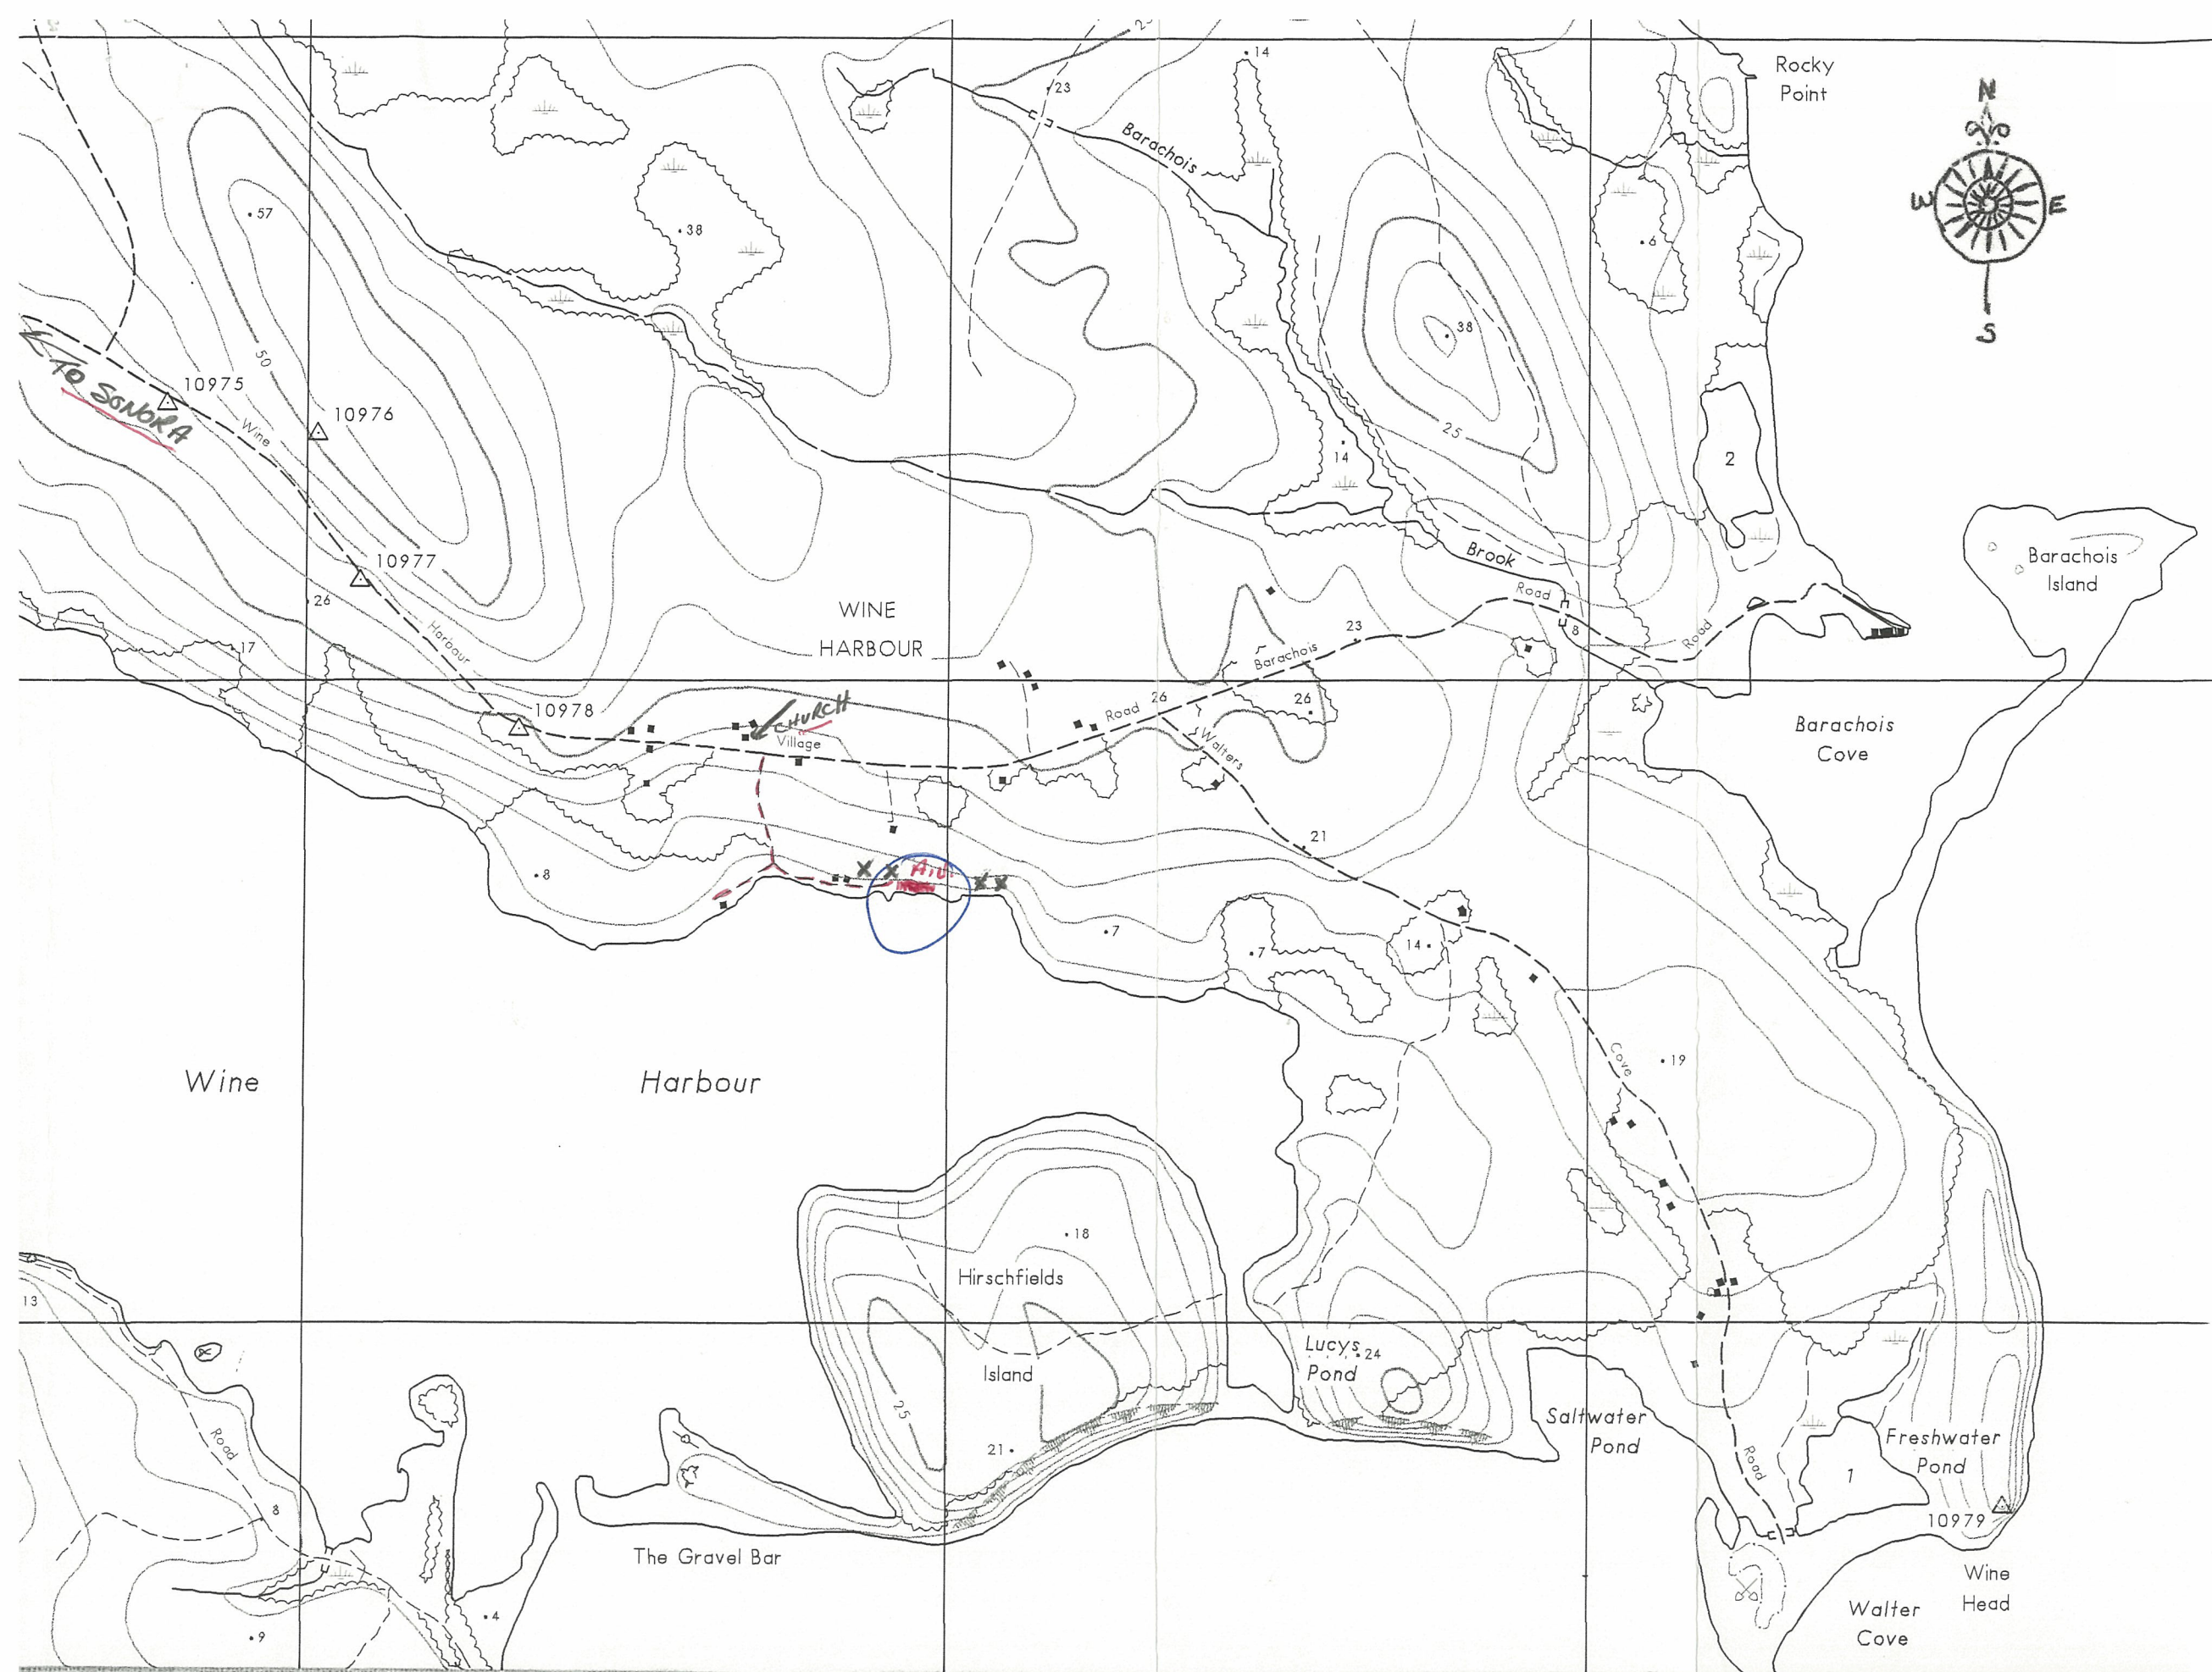 14
Rocky
Point
N
23
Barachois
W
E
57
38
6
S
38
50
10975
TO SONORA
10976
Wine
25
14
2
10977
Brook
Barachois
Island
26
WINE
HARBOUR
Road
Harbour
8
23
Road
17
Barachois
10978
CHURCH
Village
Road
26
26
Walters
Barachois
Cove
21
8
7
14
7
Cove
19
Wine
Harbour
18
Hirschfields
13
Island
Lucys
24
Pond
25
21
Saltwater
Pond
Road
Road
Freshwater
Pond
1
8
10979
The Gravel Bar
Wine
Head
4
9
Walter
Cove